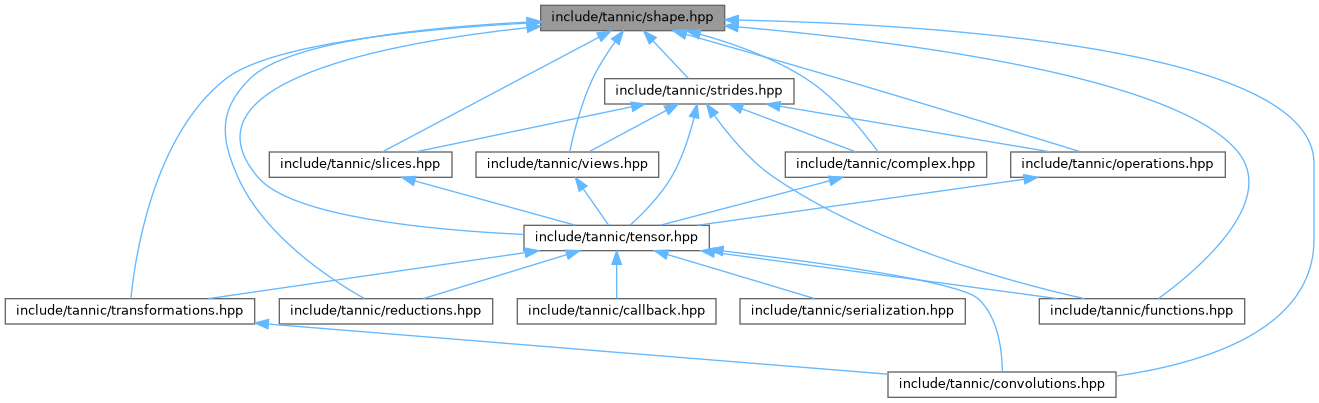 include/tannic/shape.hpp
include/tannic/strides.hpp
include/tannic/slices.hpp
include/tannic/views.hpp
include/tannic/complex.hpp
include/tannic/operations.hpp
include/tannic/tensor.hpp
include/tannic/transformations.hpp
include/tannic/reductions.hpp
include/tannic/callback.hpp
include/tannic/serialization.hpp
include/tannic/functions.hpp
include/tannic/convolutions.hpp